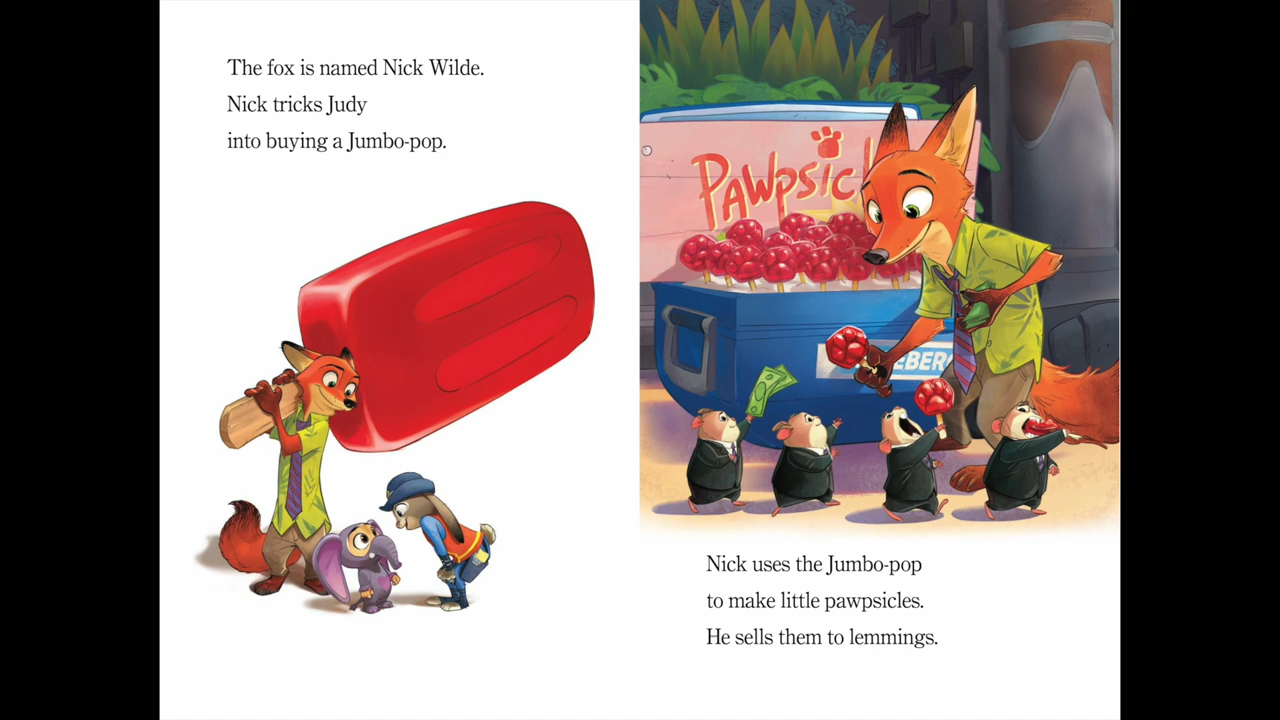 The fox is named Nick Wilde.
Nick tricks Judy
into buying a Jumbo-pop.
PAWpsic
EBERG
Nick uses the Jumbo-pop
to make little pawpsicles.
He sells them to lemmings.